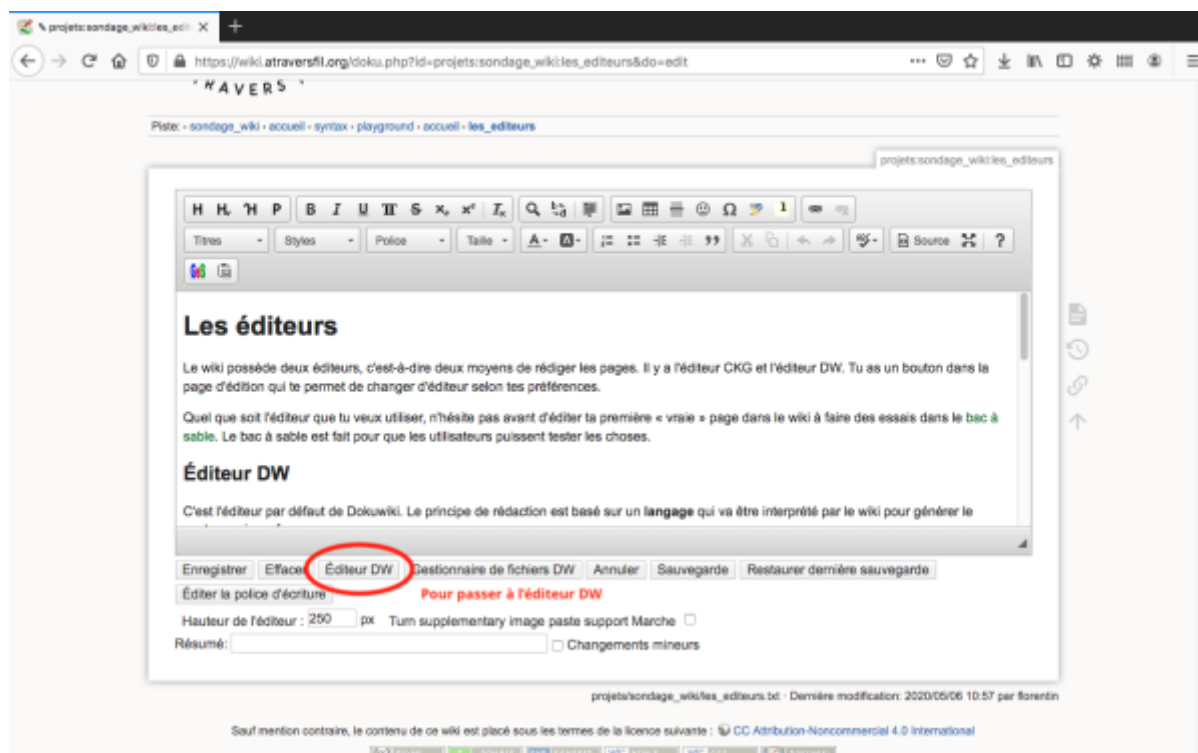 projets:sondage_wiki:les_edit
https://wiki.atraversfil.org/doku.php?id=projets:sondage_wiki:les_editeurs&do=edit
'RAVERS'
Piste: • sondage_wiki • accueil • syntax • playground • accueil • les_editeurs
projets:sondage_wiki:les_editeurs
Titres Styles Police Taille Source ?
Les éditeurs
Le wiki possède deux éditeurs, c'est-à-dire deux moyens de rédiger les pages. Il y a l'éditeur CKG et l'éditeur DW. Tu as un bouton dans la
page d'édition qui te permet de changer d'éditeur selon tes préférences.
Quel que soit l'éditeur que tu veux utiliser, n'hésite pas avant d'éditer ta première « vraie » page dans le wiki à faire des essais dans le bac à
sable. Le bac à sable est fait pour que les utilisateurs puissent tester les choses.
Éditeur DW
C'est l'éditeur par défaut de Dokuwiki. Le principe de rédaction est basé sur un langage qui va être interprété par le wiki pour générer le
Enregistrer Effacer Éditeur DW Gestionnaire de fichiers DW Annuler Sauvegarde Restaurer dernière sauvegarde
Éditer la police d'écriture Pour passer à l'éditeur DW
Hauteur de l'éditeur : 250 px Turn supplementary image paste support Marche
Résumé: Changements mineurs
projets/sondage_wiki/les_editeurs.txt · Dernière modification: 2020/05/06 10:57 par florentin
Sauf mention contraire, le contenu de ce wiki est placé sous les termes de la licence suivante : CC Attribution-Noncommercial 4.0 International